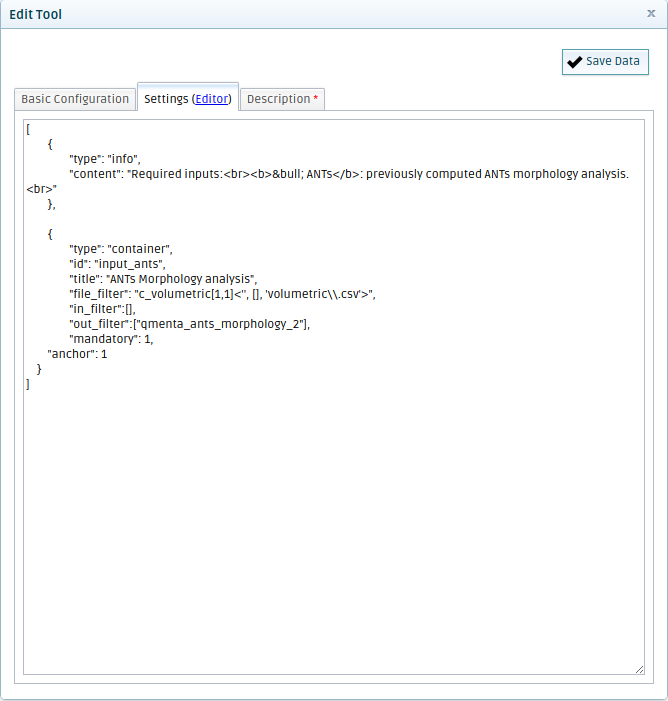 Edit Tool x
Save Data
Basic Configuration Settings (Editor) Description *
[
{
"type": "info",
"content": "Required inputs:<br><b>&bull; ANTs</b>: previously computed ANTs morphology analysis.
<br>"
},
{
"type": "container",
"id": "input_ants",
"title": "ANTs Morphology analysis",
"file_filter": "c_volumetric[1,1]<'', [], 'volumetric\\.csv'>",
"in_filter":[],
"out_filter":["qmenta_ants_morphology_2"],
"mandatory": 1,
"anchor": 1
}
]